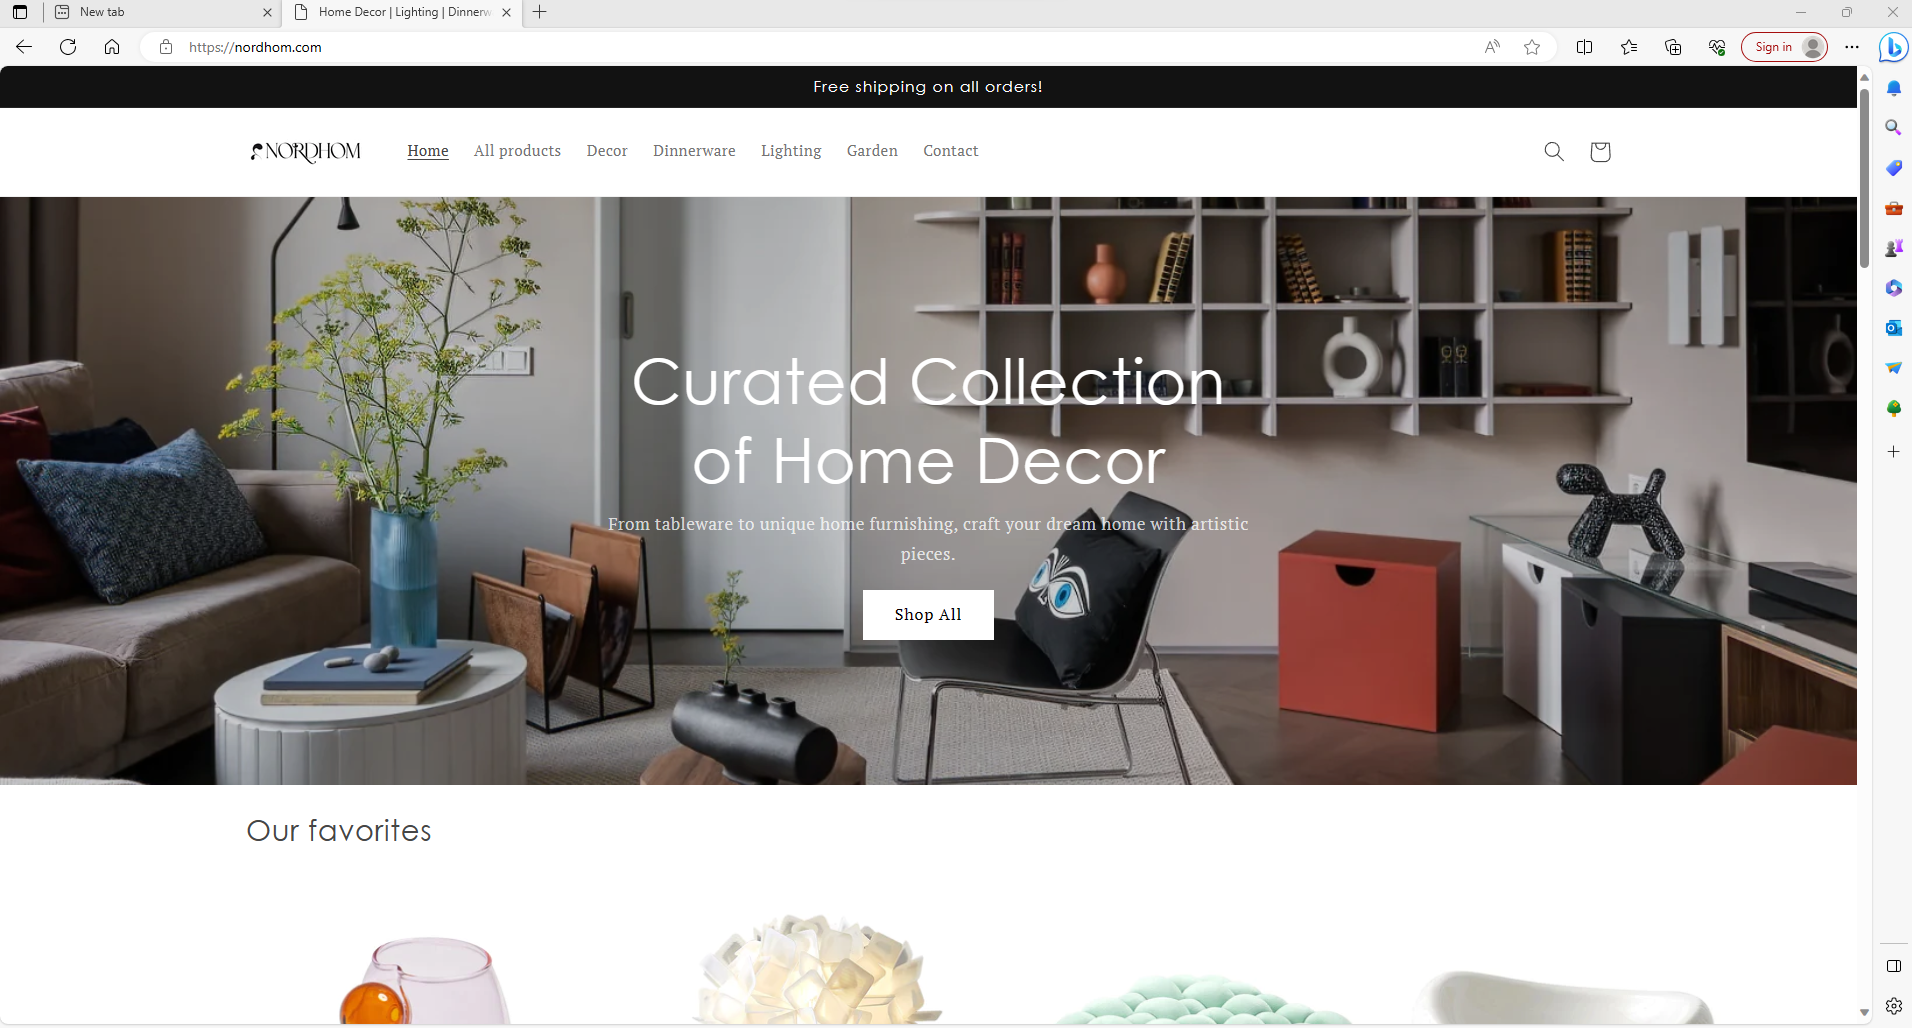 New tab
Home Decor | Lighting | Dinnerw
https://nordhom.com
Sign in
Free shipping on all orders!
NORDHOM
Home
All products
Decor
Dinnerware
Lighting
Garden
Contact
Curated Collection
of Home Decor
From tableware to unique home furnishing, craft your dream home with artistic
pieces.
Shop All
Our favorites